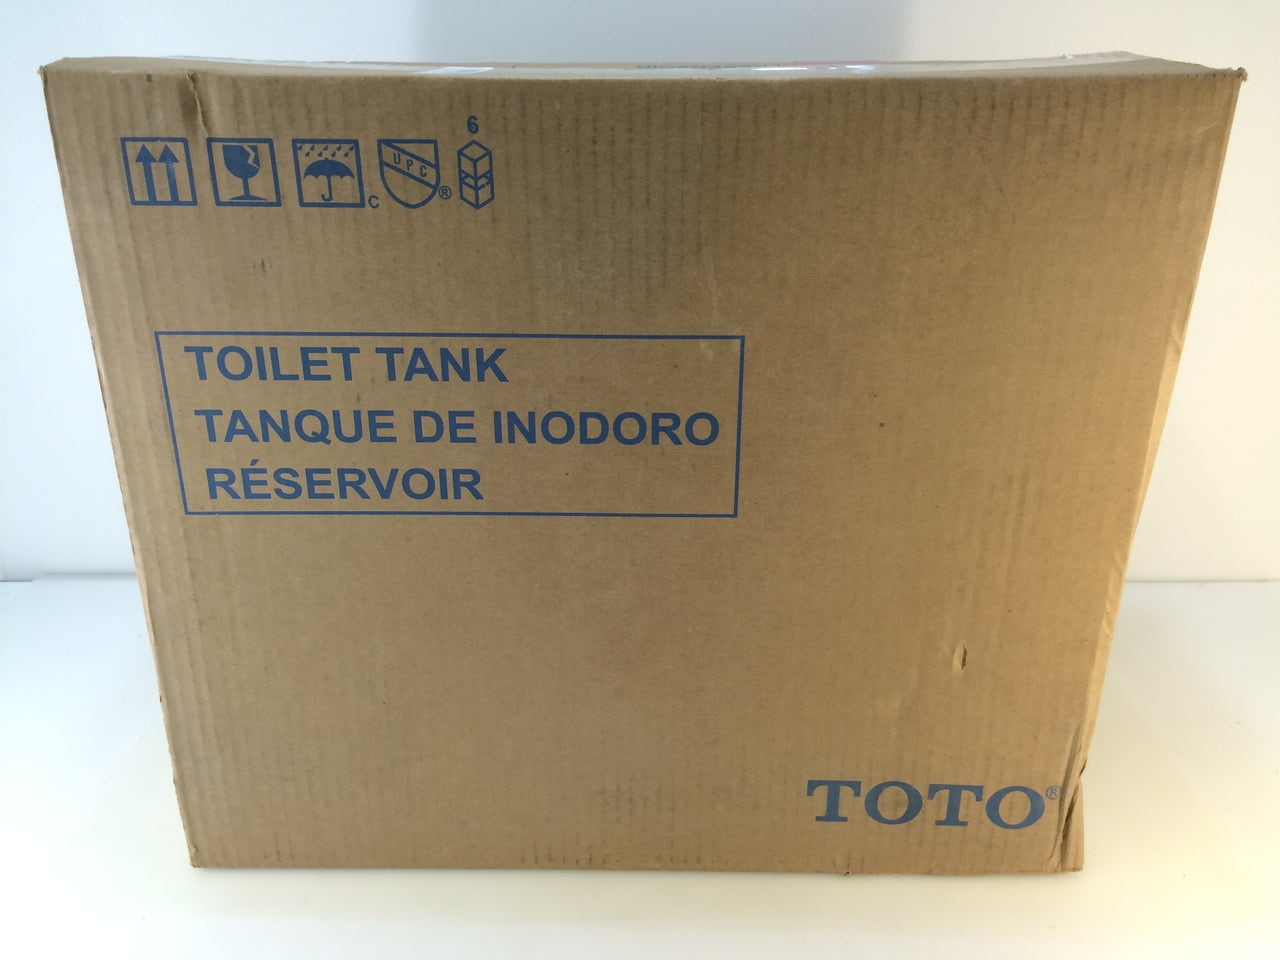 6
C UPC ®
TOILET TANK
TANQUE DE INODORO
RÉSERVOIR
TOTO®